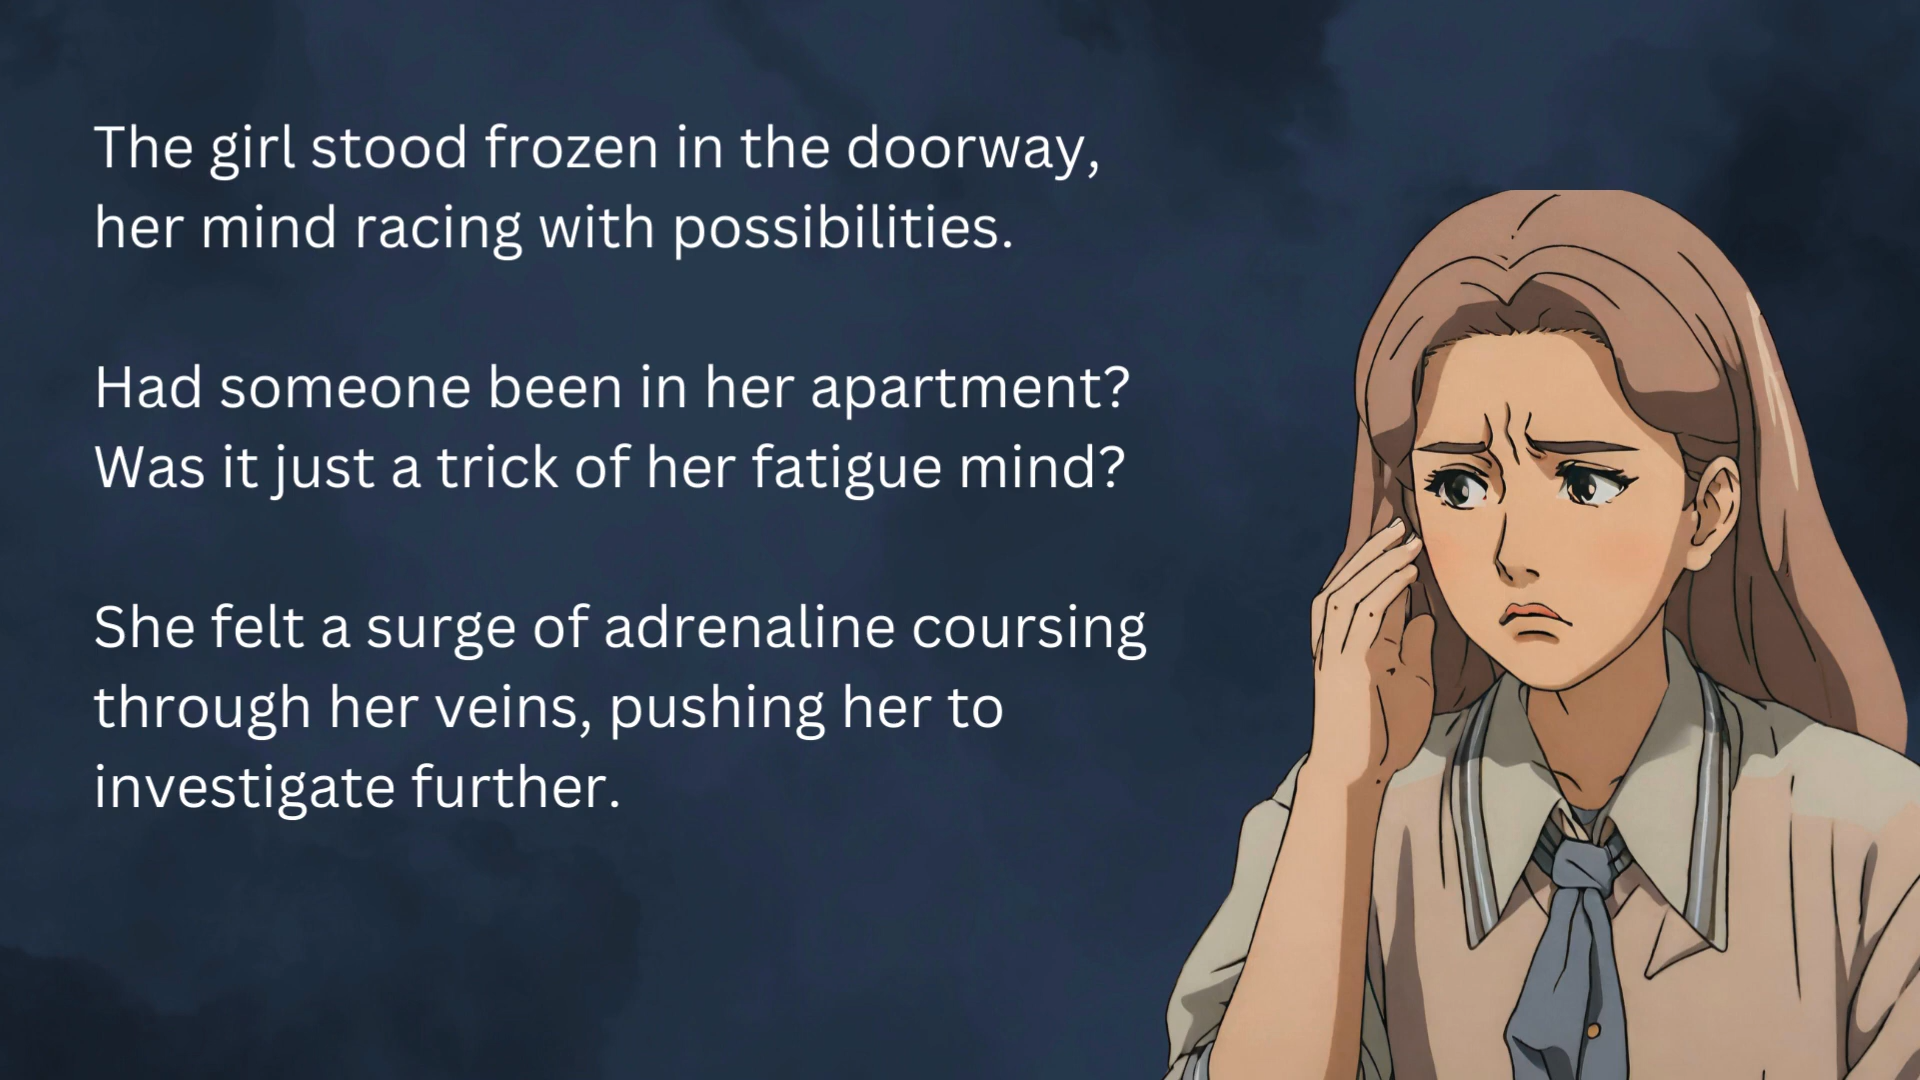 The girl stood frozen in the doorway,
her mind racing with possibilities.
Had someone been in her apartment?
Was it just a trick of her fatigue mind?
She felt a surge of adrenaline coursing
through her veins, pushing her to
investigate further.